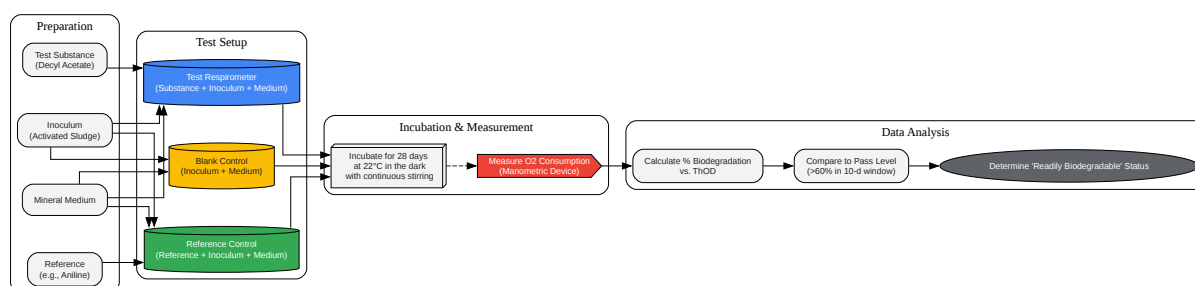 Preparation
Test Substance
(Decyl Acetate)
Inoculum
(Activated Sludge)
Mineral Medium
Reference
(e.g., Aniline)
Test Setup
Test Respirometer
(Substance + Inoculum + Medium)
Blank Control
(Inoculum + Medium)
Reference Control
(Reference + Inoculum + Medium)
Incubation & Measurement
Incubate for 28 days
at 22°C in the dark
with continuous stirring
Measure O2 Consumption
(Manometric Device)
Data Analysis
Calculate % Biodegradation
vs. ThOD
Compare to Pass Level
(>60% in 10-d window)
Determine 'Readily Biodegradable' Status